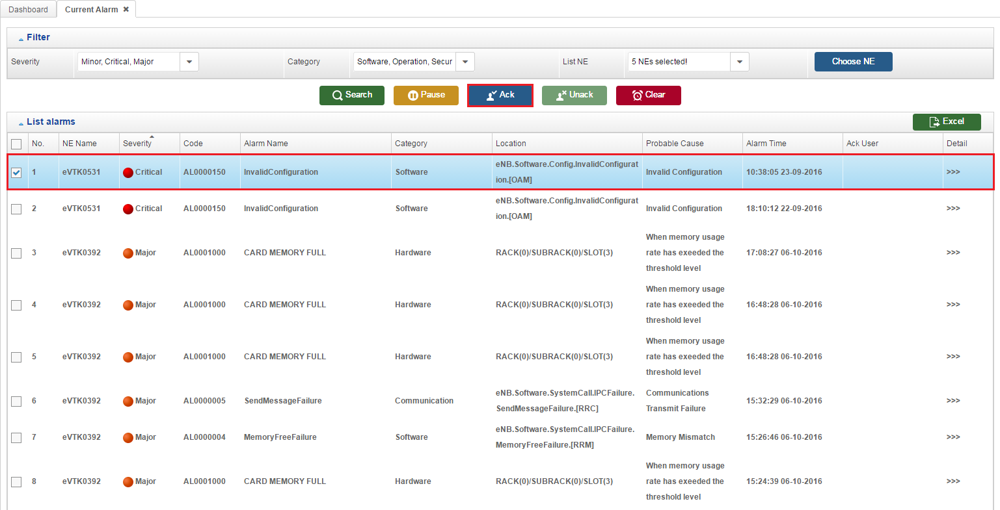 Dashboard
Current Alarm ✖
Filter
Severity
Minor, Critical, Major
Category
Software, Operation, Secur
List NE
5 NEs selected!
Choose NE
Search
Pause
Ack
Unack
Clear
List alarms
Excel
No. NE Name Severity Code Alarm Name Category Location Probable Cause Alarm Time Ack User Detail
1 eVTK0531 Critical AL0000150 InvalidConfiguration Software eNB.Software.Config.InvalidConfigurat
ion.[OAM] Invalid Configuration 10:38:05 23-09-2016 >>>
2 eVTK0531 Critical AL0000150 InvalidConfiguration Software eNB.Software.Config.InvalidConfigurat
ion.[OAM] Invalid Configuration 18:10:12 22-09-2016 >>>
3 eVTK0392 Major AL0001000 CARD MEMORY FULL Hardware RACK(0)/SUBRACK(0)/SLOT(3) When memory usage
rate has exeeded the
threshold level 17:08:27 06-10-2016 >>>
4 eVTK0392 Major AL0001000 CARD MEMORY FULL Hardware RACK(0)/SUBRACK(0)/SLOT(3) When memory usage
rate has exeeded the
threshold level 16:48:28 06-10-2016 >>>
5 eVTK0392 Major AL0001000 CARD MEMORY FULL Hardware RACK(0)/SUBRACK(0)/SLOT(3) When memory usage
rate has exeeded the
threshold level 16:48:28 06-10-2016 >>>
6 eVTK0392 Major AL0000005 SendMessageFailure Communication eNB.Software.SystemCall.IPCFailure.
SendMessageFailure.[RRC] Communications
Transmit Failure 15:32:29 06-10-2016 >>>
7 eVTK0392 Major AL0000004 MemoryFreeFailure Software eNB.Software.SystemCall.IPCFailure.
MemoryFreeFailure.[RRM] Memory Mismatch 15:26:46 06-10-2016 >>>
8 eVTK0392 Major AL0001000 CARD MEMORY FULL Hardware RACK(0)/SUBRACK(0)/SLOT(3) When memory usage
rate has exeeded the
threshold level 15:24:39 06-10-2016 >>>